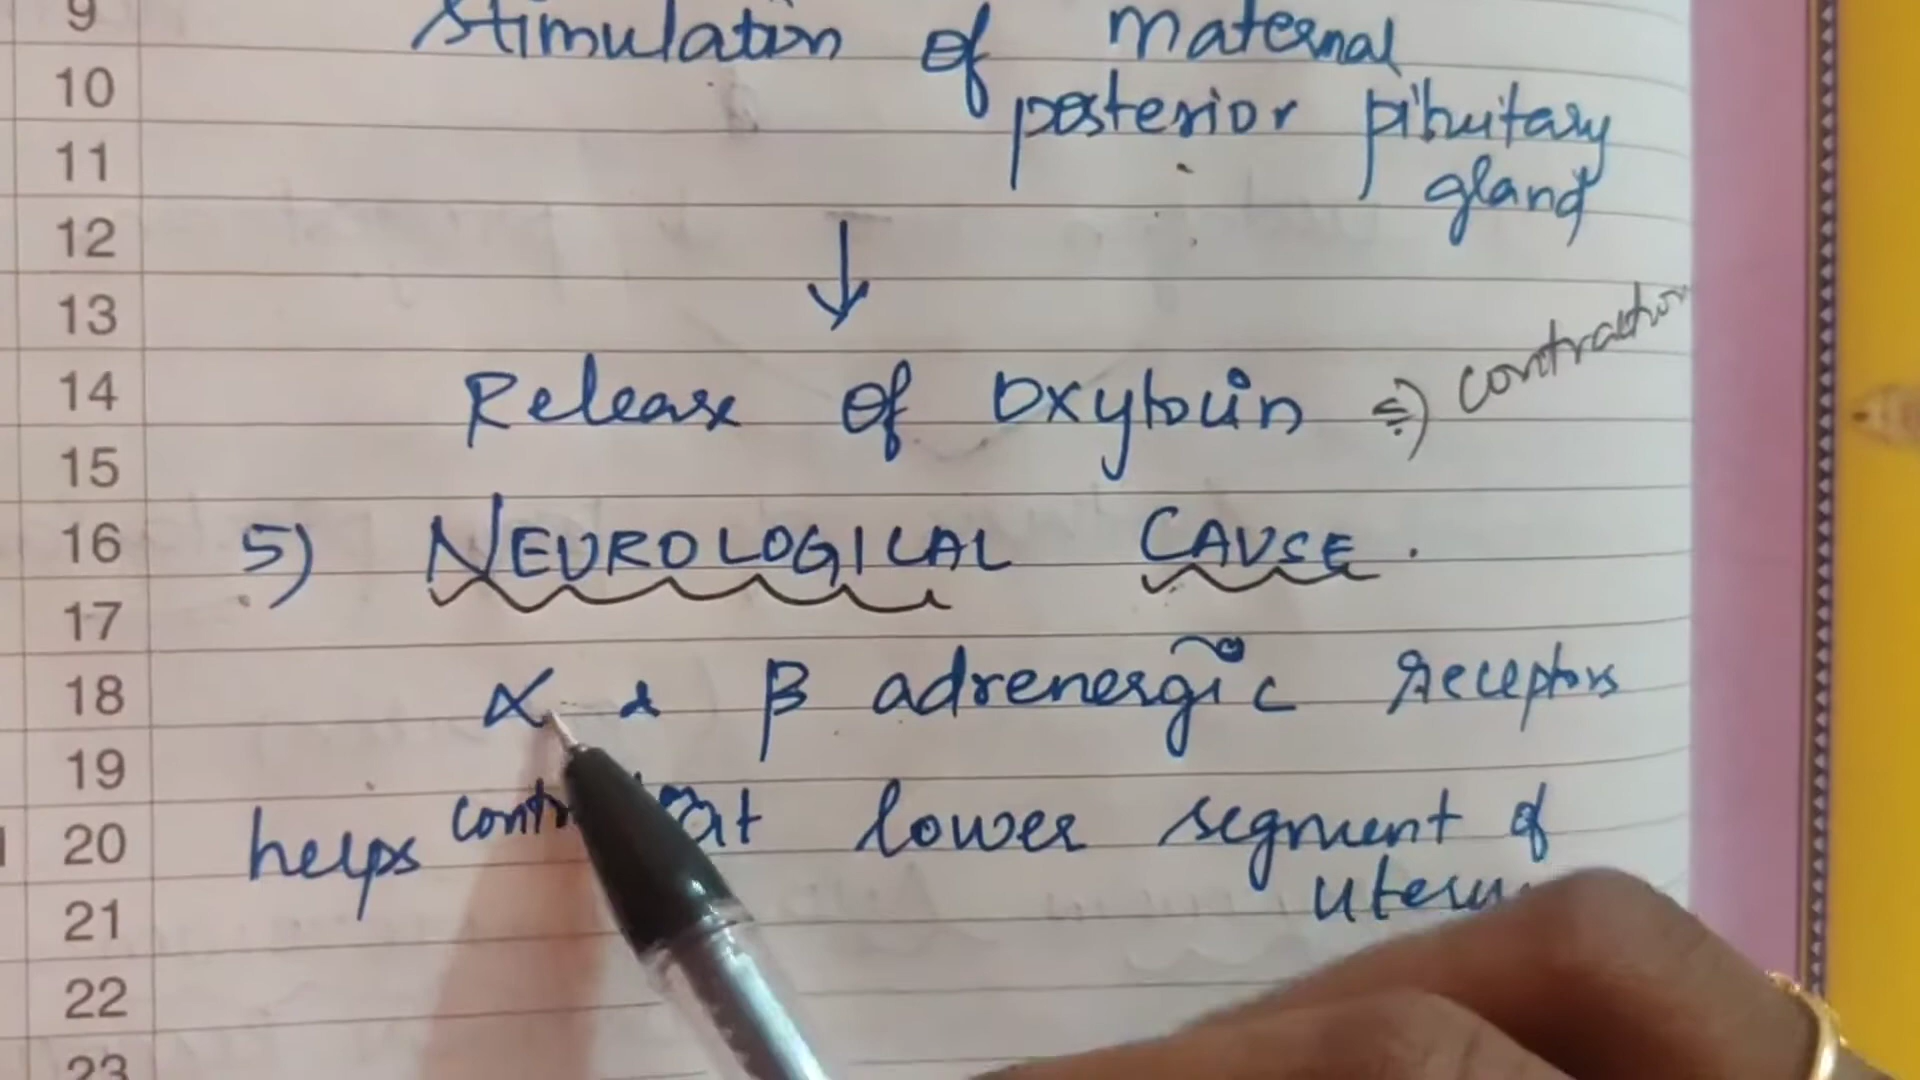 9
stimulation of maternal
10
posterior pituitary
11
gland
12
↓
13
14
Release of oxytocin ⇒ contraction
15
16
5) NEUROLOGICAL CAUSE.
17
18
α & β adrenergic receptors
19
20
helps at lower segment of
21
22
23